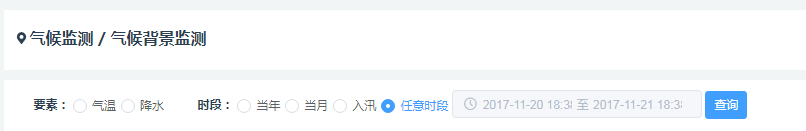 气候监测 / 气候背景监测
要素： 气温 降水 时段： 当年 当月 入汛 任意时段 2017-11-20 18:38 至 2017-11-21 18:38 查询